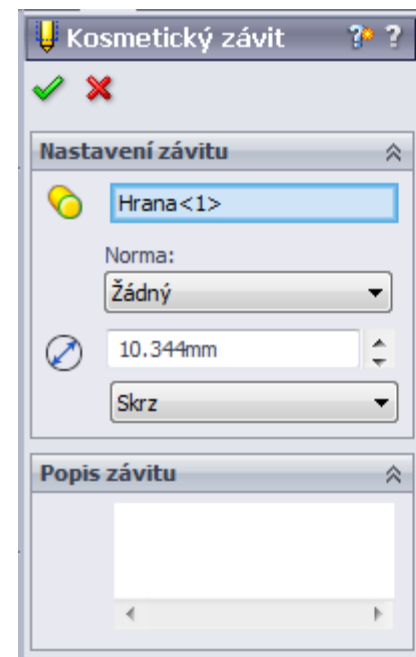 Kosmetický závit
Nastavení závitu
Hrana<1>
Norma:
Žádný
10.344mm
Skrz
Popis závitu